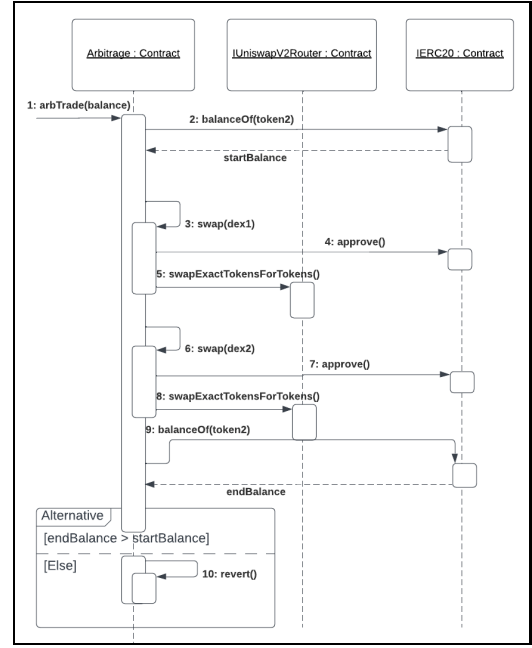 Arbitrage : Contract
IUniswapV2Router : Contract
IERC20 : Contract
1: arbTrade(balance)
2: balanceOf(token2)
startBalance
3: swap(dex1)
4: approve()
5: swapExactTokensForTokens()
6: swap(dex2)
7: approve()
8: swapExactTokensForTokens()
9: balanceOf(token2)
endBalance
Alternative
[endBalance > startBalance]
[Else]
10: revert()